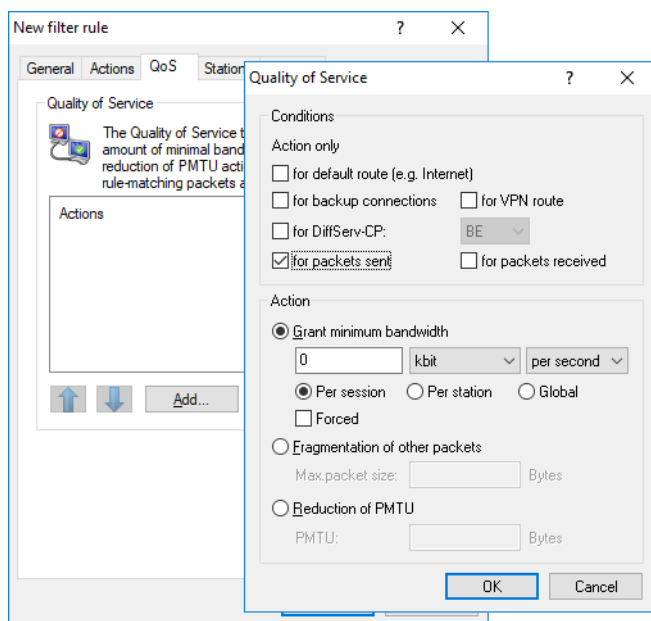 New filter rule ?
General Actions QoS Station
Quality of Service
The Quality of Service t
amount of minimal band
reduction of PMTU acti
rule-matching packets a
Actions
Add...
Quality of Service ?
Conditions
Action only
for default route (e.g. Internet)
for backup connections for VPN route
for DiffServ-CP: BE
for packets sent for packets received
Action
Grant minimum bandwidth
0 kbit per second
Per session Per station Global
Forced
Fragmentation of other packets
Max.packet size: Bytes
Reduction of PMTU
PMTU: Bytes
OK Cancel